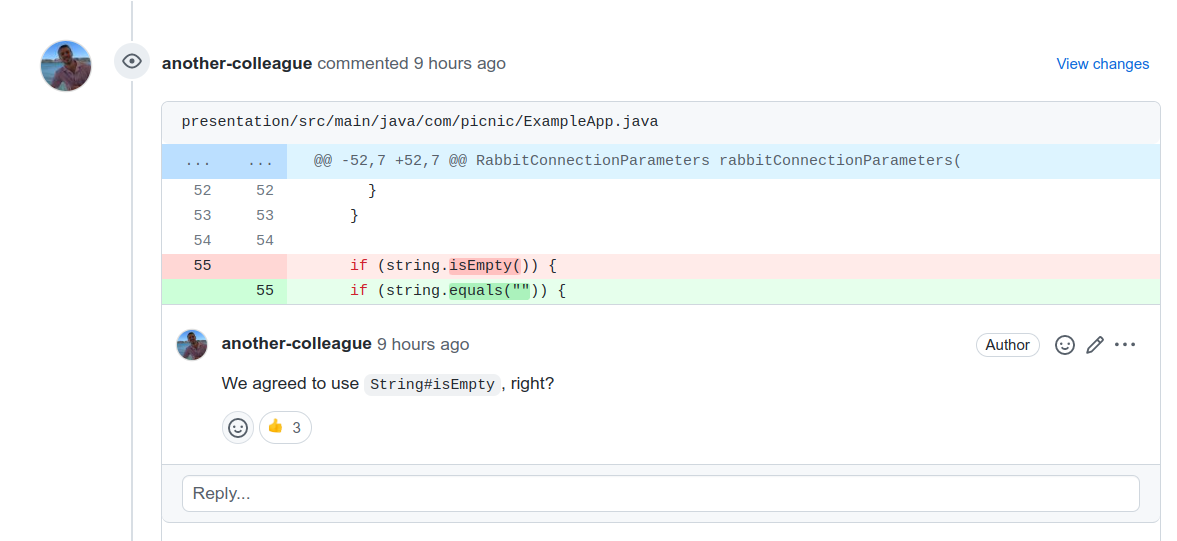 another-colleague commented 9 hours ago
View changes
presentation/src/main/java/com/picnic/ExampleApp.java
... ... @@ -52,7 +52,7 @@ RabbitConnectionParameters rabbitConnectionParameters(
52 52 }
53 53 }
54 54
55 if (string.isEmpty()) {
55 if (string.equals("")) {
another-colleague 9 hours ago
Author
We agreed to use String#isEmpty, right?
👍 3
Reply...